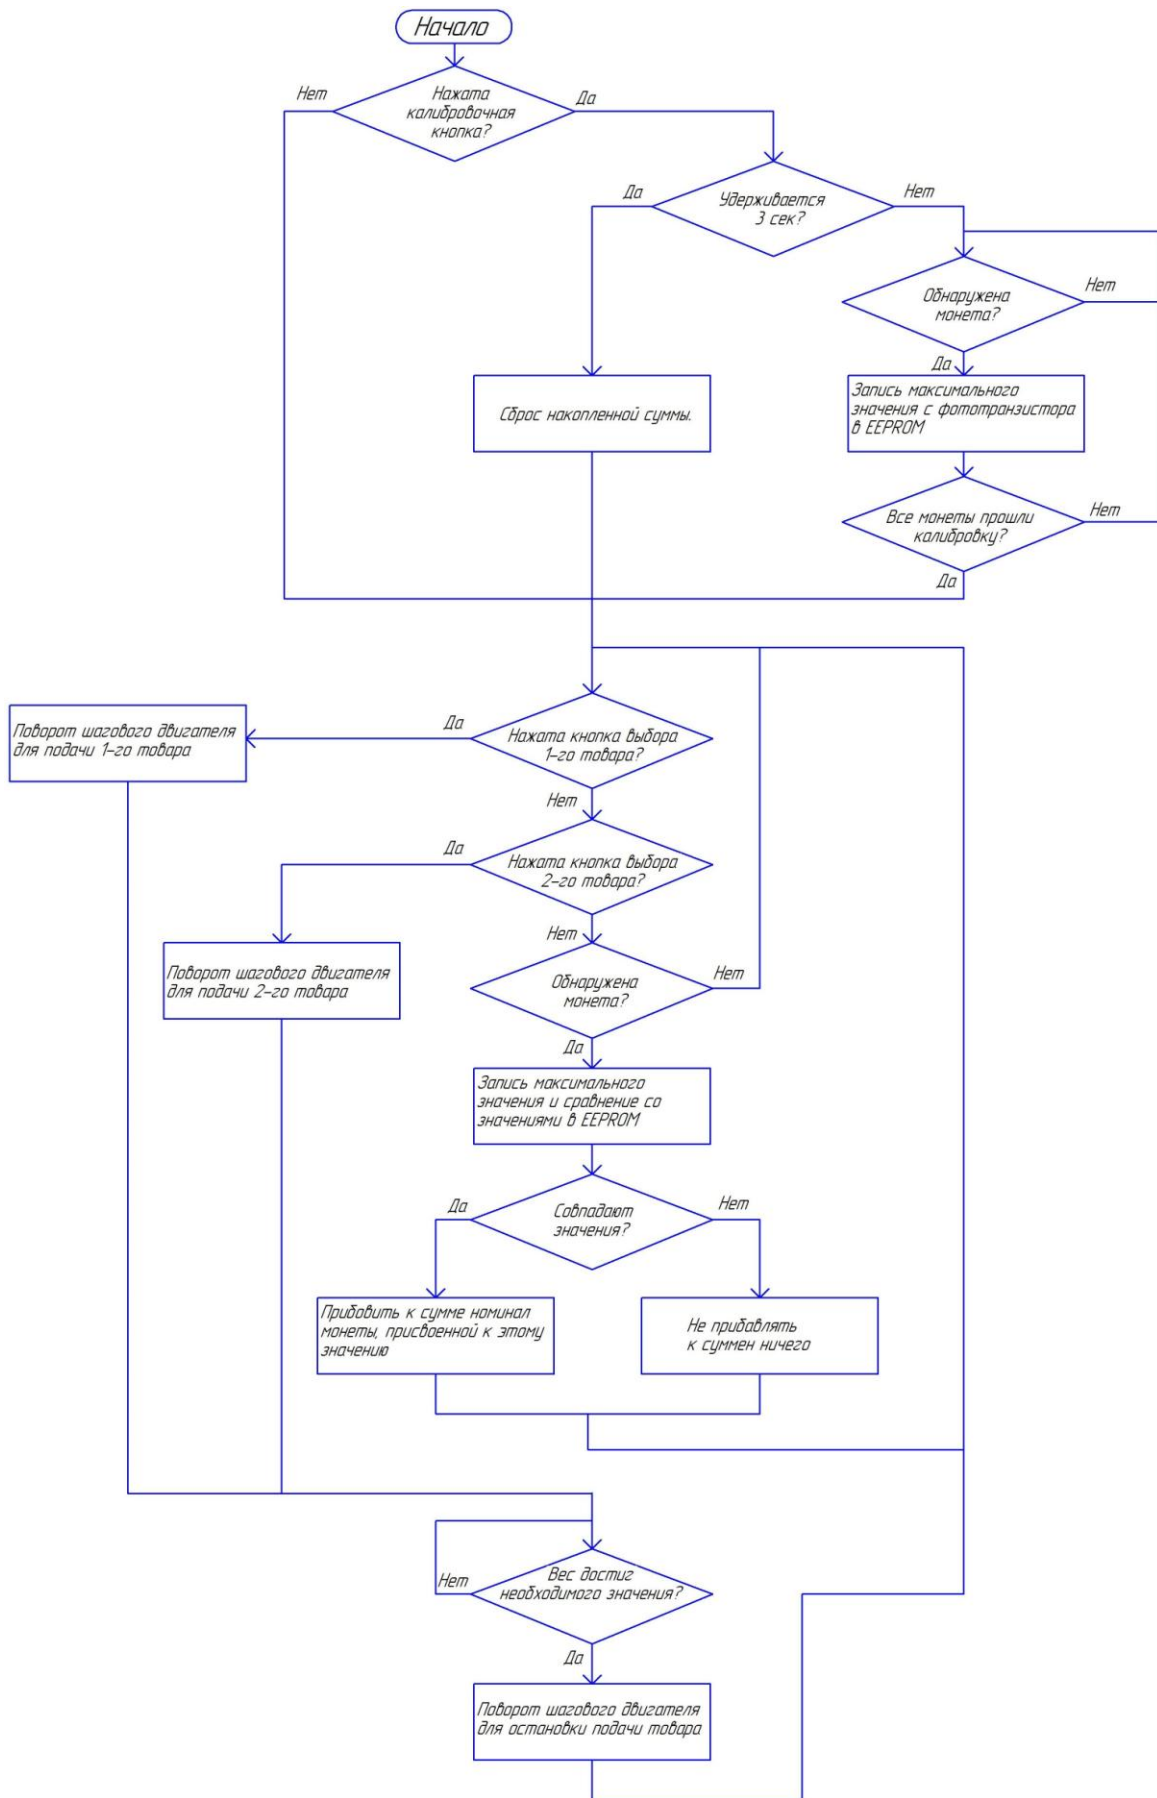 Начало
Нет
Нажата
калибровочная
кнопка?
Да
Да
Удерживается
3 сек?
Нет
Обнаружена
монета?
Нет
Да
Сброс накопленной суммы.
Запись максимального
значения с фототранзистора
в EEPROM
Все монеты прошли
калибровку?
Нет
Да
Поворот шагового двигателя
для подачи 1-го товара
Да
Нажата кнопка выбора
1-го товара?
Нет
Да
Нажата кнопка выбора
2-го товара?
Нет
Поворот шагового двигателя
для подачи 2-го товара
Обнаружена
монета?
Нет
Да
Запись максимального
значения и сравнение со
значениями в EEPROM
Да
Совпадают
значения?
Нет
Прибовить к сумме номинал
монеты, присвоенной к этому
значению
Не прибавлять
к суммен ничего
Нет
Вес достиг
необходимого значения?
Да
Поворот шагового двигателя
для остановки подачи товара